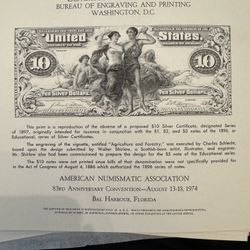 BUREAU OF ENGRAVING AND PRINTING
WASHINGTON, D.C.
United States
10 10
Ten Silver Dollars Ten Silver Dollars
This print is a reproduction of the obverse of a proposed $10 Silver Certificate, designated Series
of 1897, originally intended for issuance in conjunction with the $1, $2, and $5 notes of the 1896, or
Educational, series of Silver Certificates.
The engraving of the vignette, entitled "Agriculture and Forestry," was executed by Charles Schlecht,
based upon the design submitted by Walter Shirlaw, a Scottish-born artist, illustrator, and engraver.
Mr. Shirlaw also had been commissioned to prepare the design for the $5 notes of the educational
series.
The $10 notes were not printed since bills of that denomination were not specifically provided for
in the Act of Congress of August 4, 1886 which authorized the 1896 series of notes.
AMERICAN NUMISMATIC ASSOCIATION
83RD ANNIVERSARY CONVENTION—AUGUST 13-18, 1974
BAL HARBOUR, FLORIDA